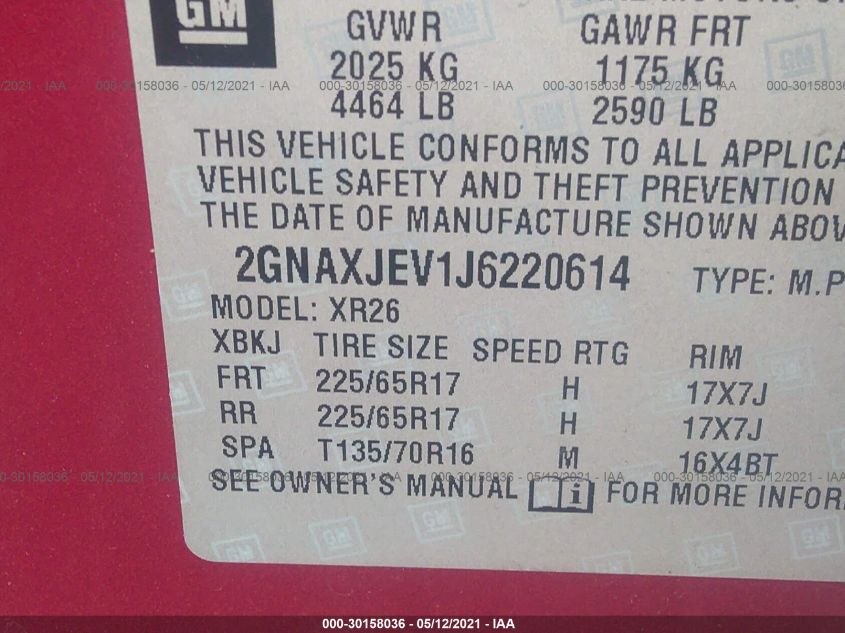 GM
GVWR GAWR FRT
2025 KG 1175 KG
4464 LB 2590 LB
THIS VEHICLE CONFORMS TO ALL
VEHICLE SAFETY AND THEFT PREVENTION
THE DATE OF MANUFACTURE SHOWN
2GNAXJEV1J6220614 TYPE: M.P
MODEL: XR26
XBKJ TIRE SIZE SPEED RTG RIM
FRT 225/65R17 H 17X7J
RR 225/65R17 H 17X7J
SPA T135/70R16 M 16X4BT
SEE OWNER'S MANUAL i FOR MORE
000-30158036 - 05/12/2021 - IAA